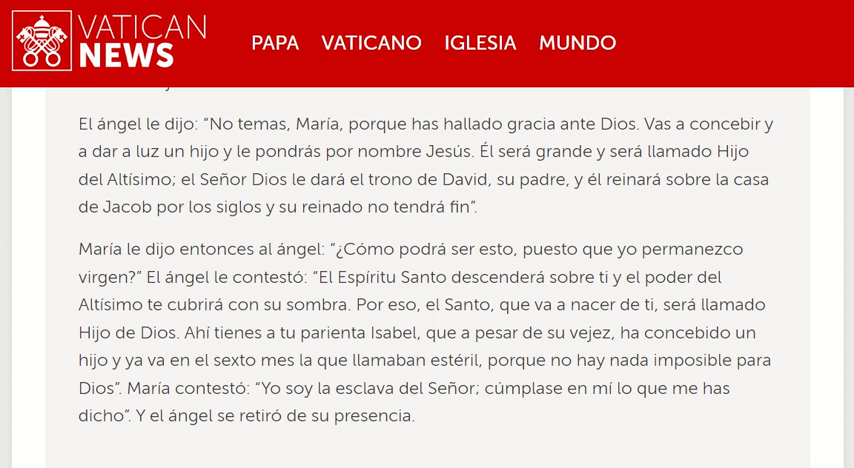 VATICAN
NEWS
PAPA VATICANO IGLESIA MUNDO
El ángel le dijo: “No temas, María, porque has hallado gracia ante Dios. Vas a concebir y
a dar a luz un hijo y le pondrás por nombre Jesús. Él será grande y será llamado Hijo
del Altísimo; el Señor Dios le dará el trono de David, su padre, y él reinará sobre la casa
de Jacob por los siglos y su reinado no tendrá fin”.
María le dijo entonces al ángel: “¿Cómo podrá ser esto, puesto que yo permanezco
virgen?” El ángel le contestó: “El Espíritu Santo descenderá sobre ti y el poder del
Altísimo te cubrirá con su sombra. Por eso, el Santo, que va a nacer de ti, será llamado
Hijo de Dios. Ahí tienes a tu parienta Isabel, que a pesar de su vejez, ha concebido un
hijo y ya va en el sexto mes la que llamaban estéril, porque no hay nada imposible para
Dios”. María contestó: “Yo soy la esclava del Señor; cúmplase en mí lo que me has
dicho”. Y el ángel se retiró de su presencia.